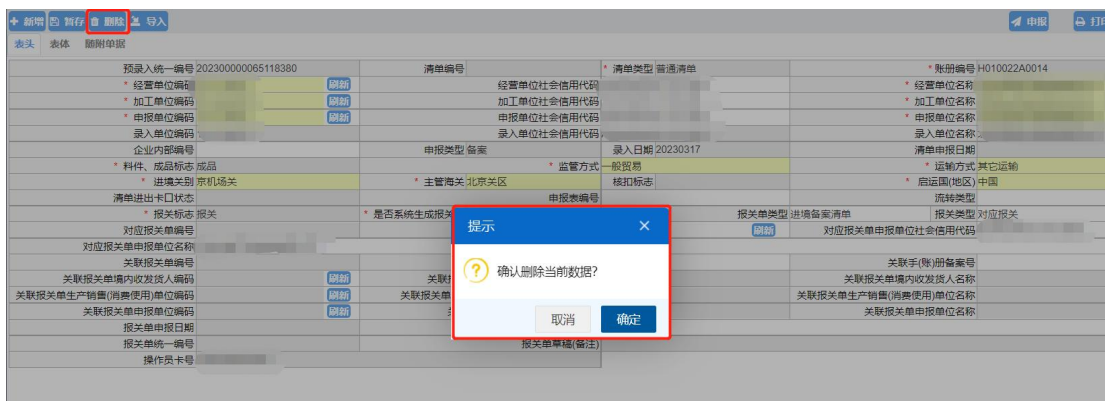 + 新增 暂存 删除 导入 申报 打印
表头 表体 随附单据
预录入统一编号 202300000065118380 清单编号 * 清单类型 普通清单 * 账册编号 H010022A0014
* 经营单位编码 刷新 经营单位社会信用代码 * 经营单位名称
* 加工单位编码 刷新 加工单位社会信用代码 * 加工单位名称
* 申报单位编码 刷新 申报单位社会信用代码 * 申报单位名称
录入单位编码 录入单位社会信用代码 录入单位名称
企业内部编号 申报类型 备案 录入日期 20230317 清单申报日期
* 料件、成品标志 成品 * 监管方式 一般贸易 * 运输方式 其它运输
* 进境关别 京机场关 * 主管海关 北京关区 核扣标志 * 启运国(地区) 中国
清单进出卡口状态 申报表编号 流转类型
* 报关标志 报关 * 是否系统生成报关 报关单类型 进境备案清单 报关类型 对应报关
对应报关单编号 刷新 对应报关单申报单位社会信用代码
对应报关单申报单位名称
关联报关单编号 关联手(账)册备案号
关联报关单境内收发货人编码 刷新 关联 关联报关单境内收发货人名称
关联报关单生产销售(消费使用)单位编码 刷新 关联报关单 关联报关单生产销售(消费使用)单位名称
关联报关单申报单位编码 刷新 关联报关单申报单位名称
报关单申报日期
报关单统一编号 报关单草稿(备注)
操作员卡号
提示 ×
? 确认删除当前数据?
取消 确定